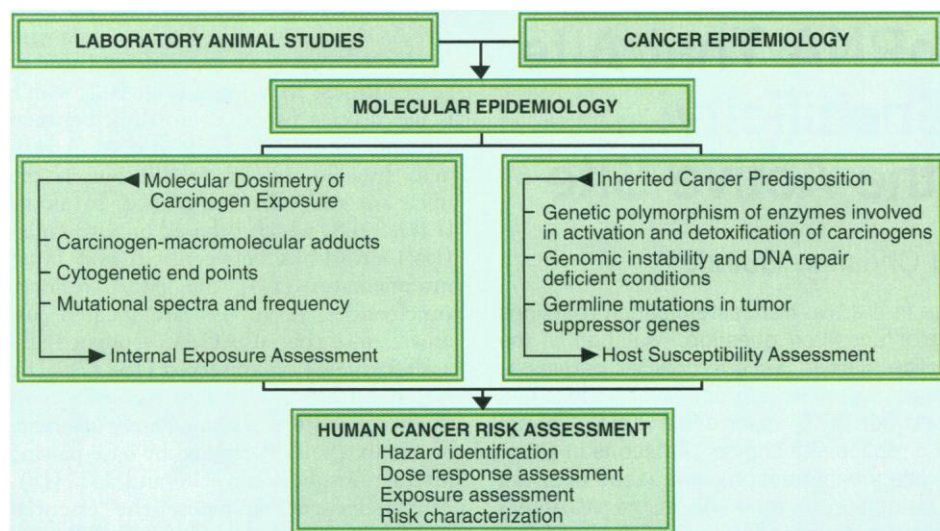 LABORATORY ANIMAL STUDIES
CANCER EPIDEMIOLOGY
MOLECULAR EPIDEMIOLOGY
Molecular Dosimetry of
Carcinogen Exposure
Carcinogen-macromolecular adducts
Cytogenetic end points
Mutational spectra and frequency
Internal Exposure Assessment
Inherited Cancer Predisposition
Genetic polymorphism of enzymes involved
in activation and detoxification of carcinogens
Genomic instability and DNA repair
deficient conditions
Germline mutations in tumor
suppressor genes
Host Susceptibility Assessment
HUMAN CANCER RISK ASSESSMENT
Hazard identification
Dose response assessment
Exposure assessment
Risk characterization